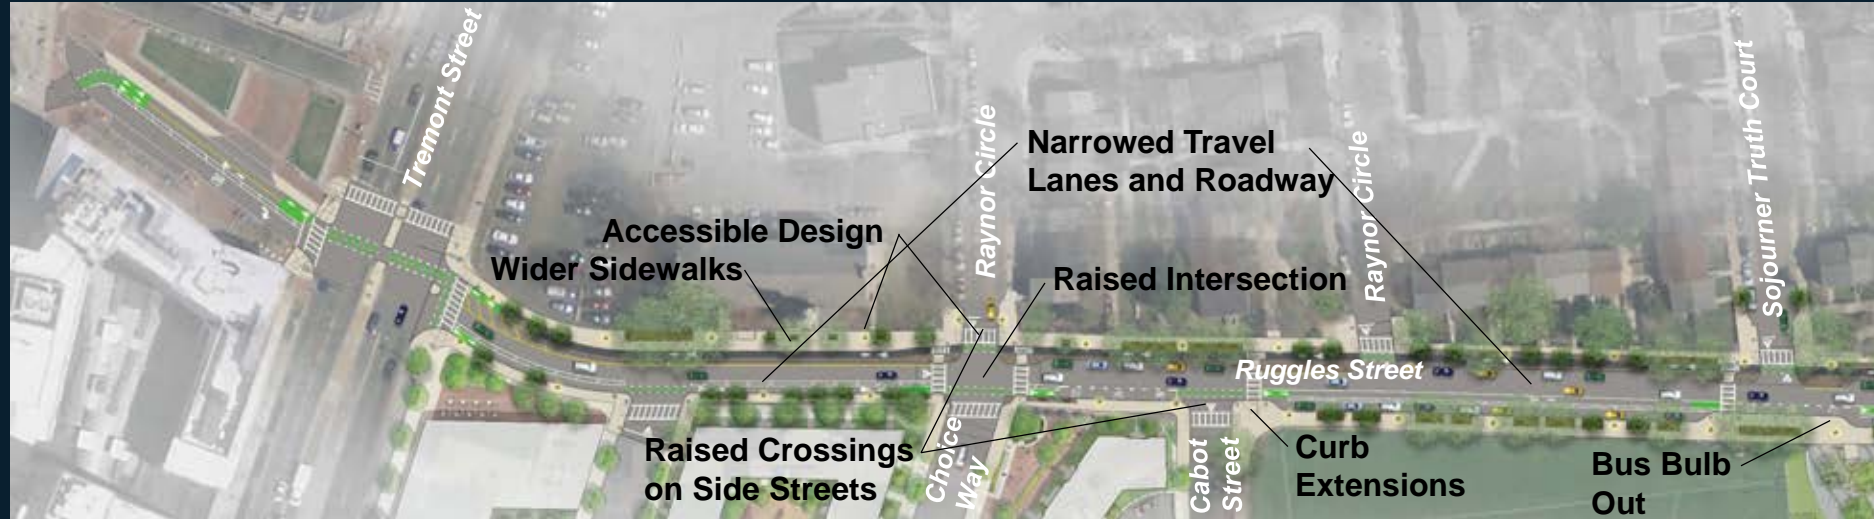 Tremont Street
Raynor Circle
Narrowed Travel
Lanes and Roadway
Raynor Circle
Sojourner Truth Court
Accessible Design
Wider Sidewalks
Raised Intersection
Ruggles Street
Raised Crossings
on Side Streets
Choice
Way
Cabot
Street
Curb
Extensions
Bus Bulb
Out